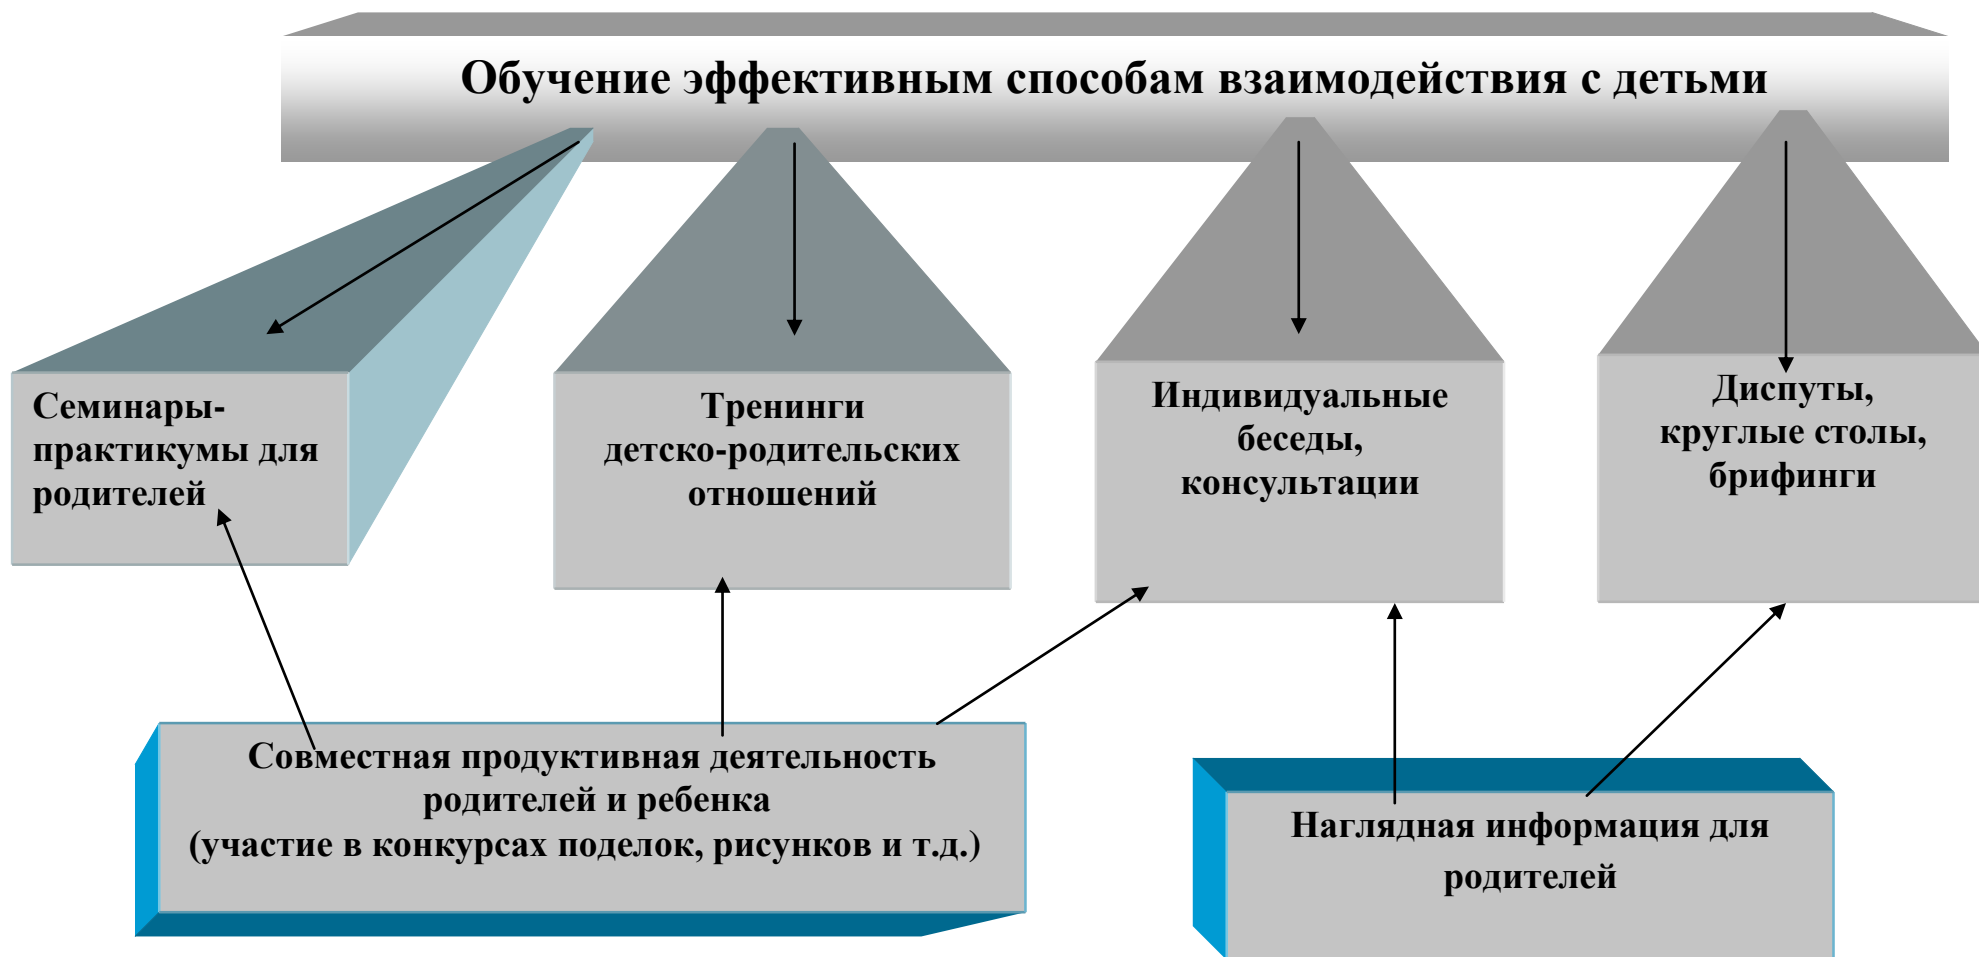 Обучение эффективным способам взаимодействия с детьми
Семинары-
практикумы для
родителей
Тренинги
детско-родительских
отношений
Индивидуальные
беседы,
консультации
Диспуты,
круглые столы,
брифинги
Совместная продуктивная деятельность
родителей и ребенка
(участие в конкурсах поделок, рисунков и т.д.)
Наглядная информация для
родителей